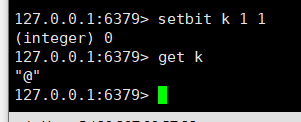 127.0.0.1:6379> setbit k 1 1
(integer) 0
127.0.0.1:6379> get k
"@"
127.0.0.1:6379>